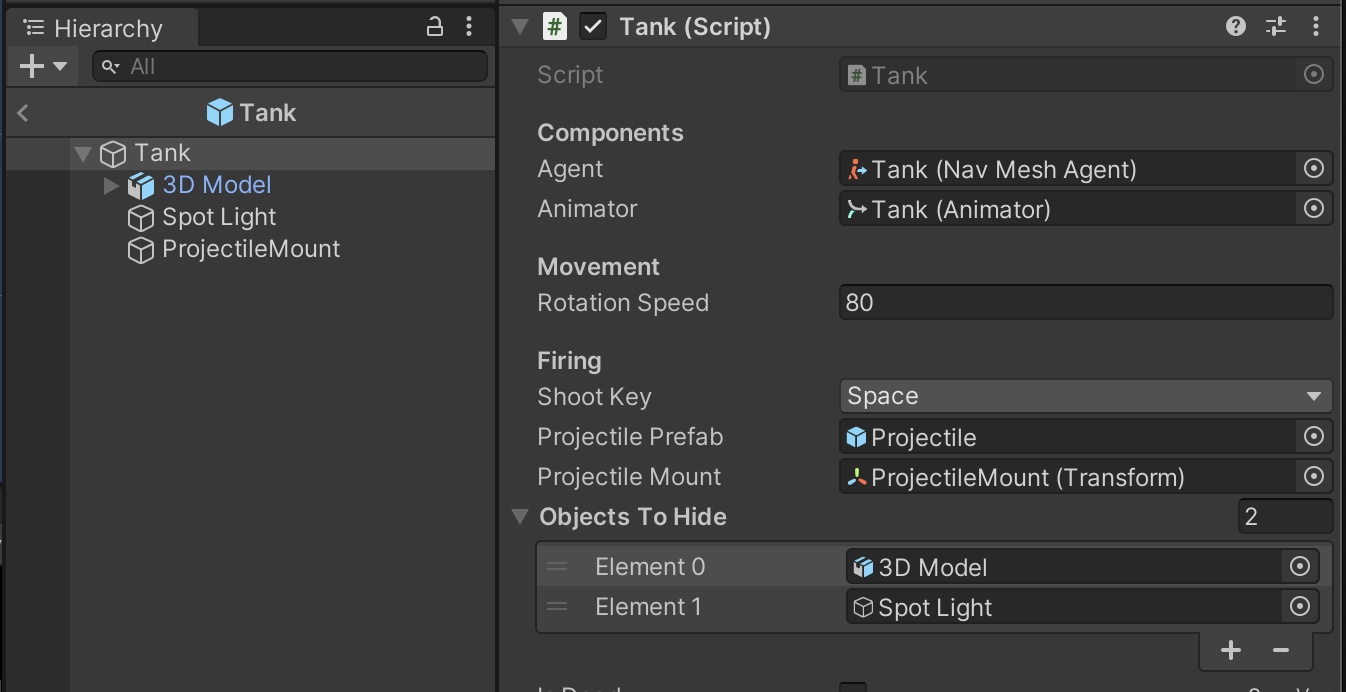 Hierarchy
All
Tank
Tank
3D Model
Spot Light
ProjectileMount
# Tank (Script)
Script # Tank
Components
Agent Tank (Nav Mesh Agent)
Animator Tank (Animator)
Movement
Rotation Speed 80
Firing
Shoot Key Space
Projectile Prefab Projectile
Projectile Mount ProjectileMount (Transform)
Objects To Hide 2
Element 0 3D Model
Element 1 Spot Light